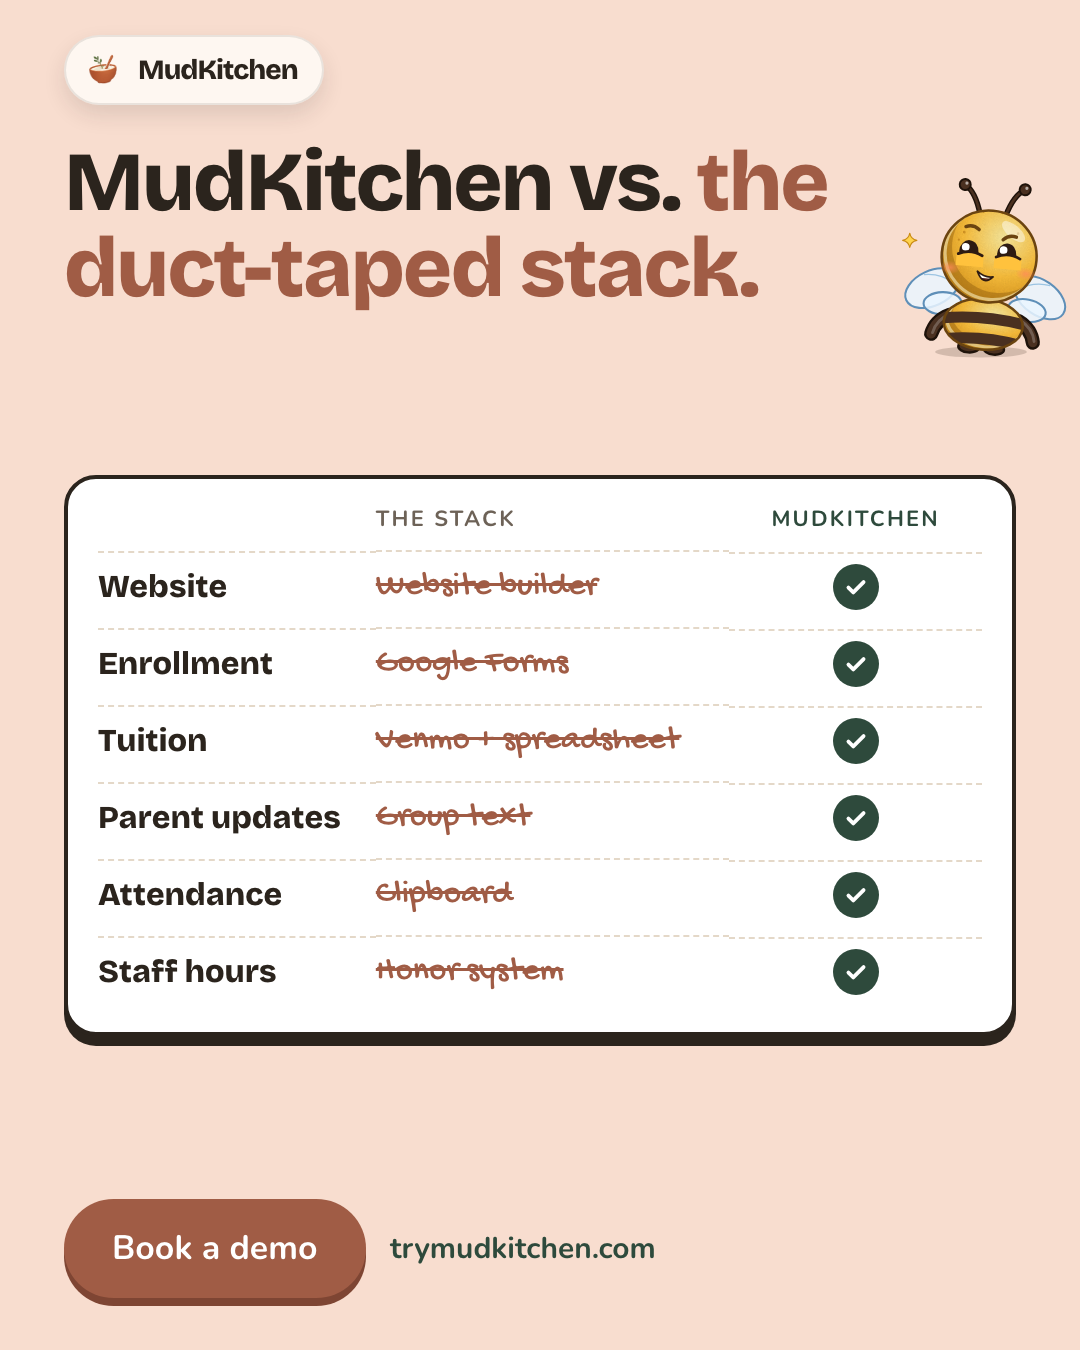 MudKitchen
MudKitchen vs. the
duct-taped stack.
THE STACK MUDKITCHEN
Website Website builder
Enrollment Google Forms
Tuition Venmo + spreadsheet
Parent updates Group text
Attendance Clipboard
Staff hours Honor system
Book a demo trymudkitchen.com